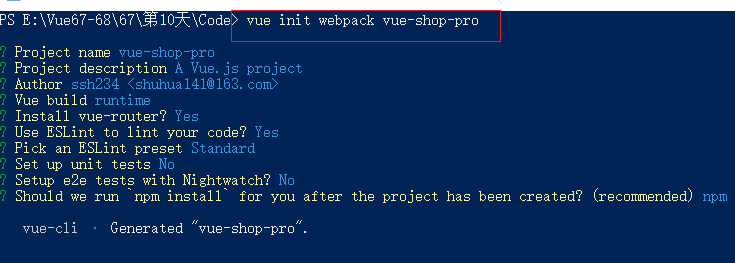 PS E:\Vue67-68\67\第10天\Code> vue init webpack vue-shop-pro
? Project name vue-shop-pro
? Project description A Vue.js project
? Author ssh234 <shuhua141@163.com>
? Vue build runtime
? Install vue-router? Yes
? Use ESLint to lint your code? Yes
? Pick an ESLint preset Standard
? Set up unit tests No
? Setup e2e tests with Nightwatch? No
? Should we run `npm install` for you after the project has been created? (recommended) npm
vue-cli · Generated "vue-shop-pro".